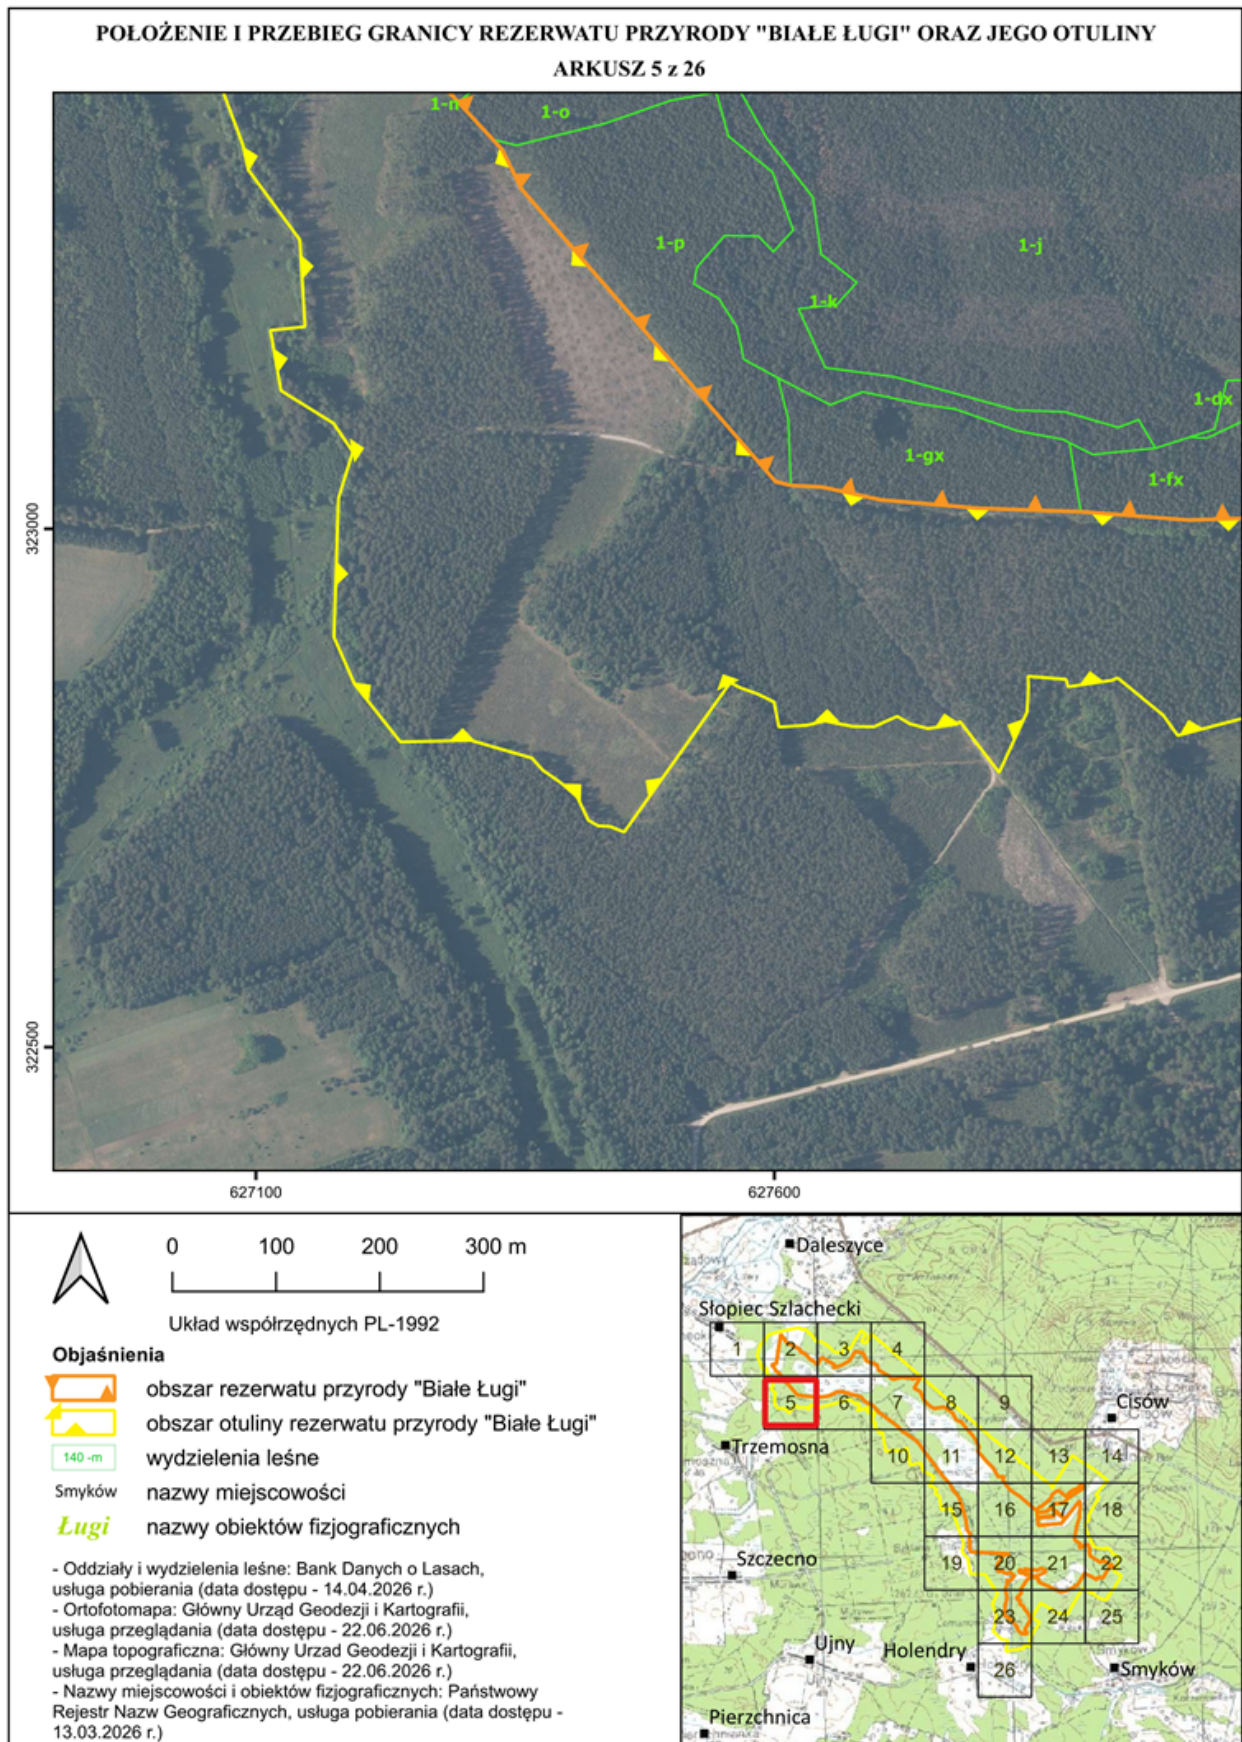 POŁOŻENIE I PRZEBIEG GRANICY REZERWATU PRZYRODY "BIAŁE ŁUGI" ORAZ JEGO OTULINY
ARKUSZ 5 z 26
1-n
1-o
1-p
1-j
1-k
1-dx
1-gx
1-fx
323000
322500
627100
627600
0 100 200 300 m
Układ współrzędnych PL-1992
Objaśnienia
obszar rezerwatu przyrody "Białe Ługi"
obszar otuliny rezerwatu przyrody "Białe Ługi"
140 -m wydzielenia leśne
Smyków nazwy miejscowości
Ługi nazwy obiektów fizjograficznych
- Oddziały i wydzielenia leśne: Bank Danych o Lasach,
usługa pobierania (data dostępu - 14.04.2026 r.)
- Ortofotomapa: Główny Urząd Geodezji i Kartografii,
usługa przeglądania (data dostępu - 22.06.2026 r.)
- Mapa topograficzna: Główny Urzad Geodezji i Kartografii,
usługa przeglądania (data dostępu - 22.06.2026 r.)
- Nazwy miejscowości i obiektów fizjograficznych: Państwowy
Rejestr Nazw Geograficznych, usługa pobierania (data dostępu -
13.03.2026 r.)
Daleszyce
Słopiec Szlachecki
1 2 3 4
5 6 7 8 9
Cisów
Trzemosna
10 11 12 13 14
15 16 17 18
Szczecno
19 20 21 22
23 24 25
Ujny
Holendry
26
Smyków
Pierzchnica